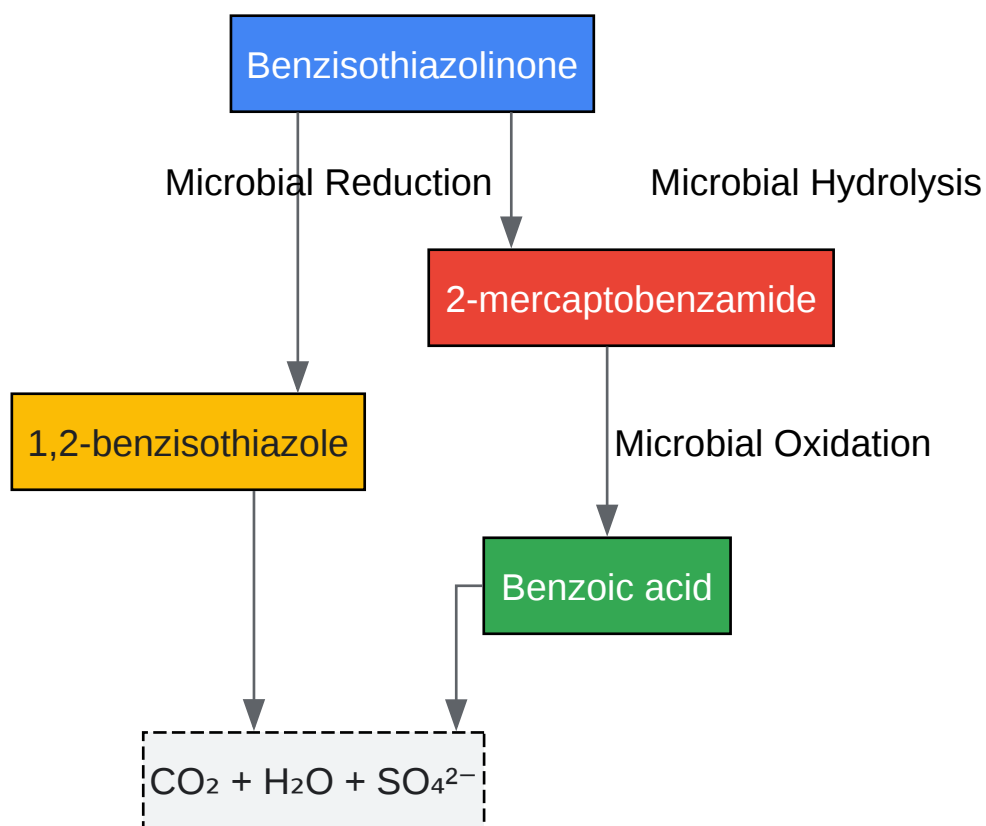 Benzisothiazolinone
Microbial Reduction
Microbial Hydrolysis
2-mercaptobenzamide
1,2-benzisothiazole
Microbial Oxidation
Benzoic acid
CO₂ + H₂O + SO₄²⁻